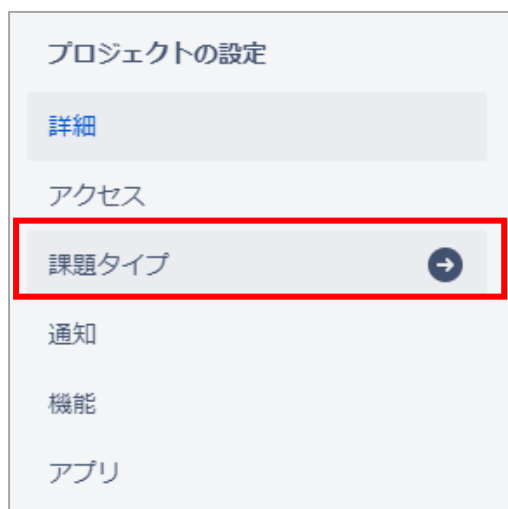 プロジェクトの設定
詳細
アクセス
課題タイプ
通知
機能
アプリ